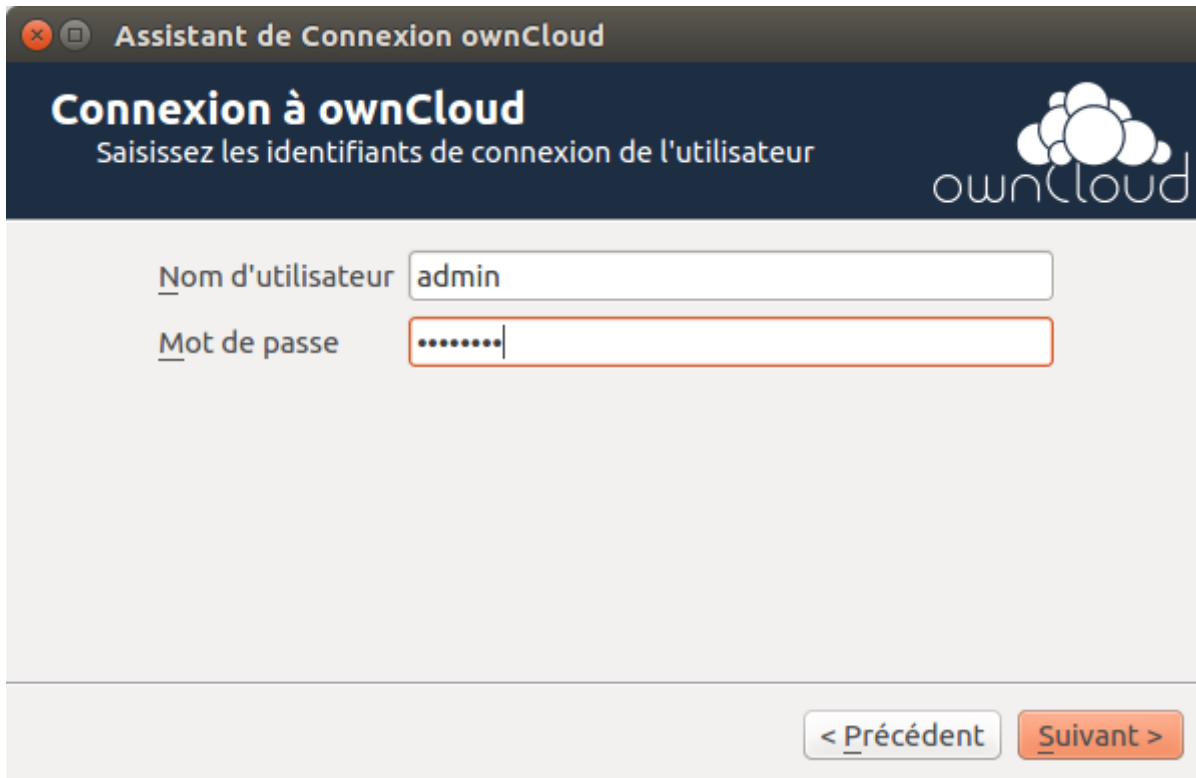 Assistant de Connexion ownCloud
Connexion à ownCloud
Saisissez les identifiants de connexion de l'utilisateur
ownCloud
Nom d'utilisateur admin
Mot de passe ••••••••
< Précédent Suivant >